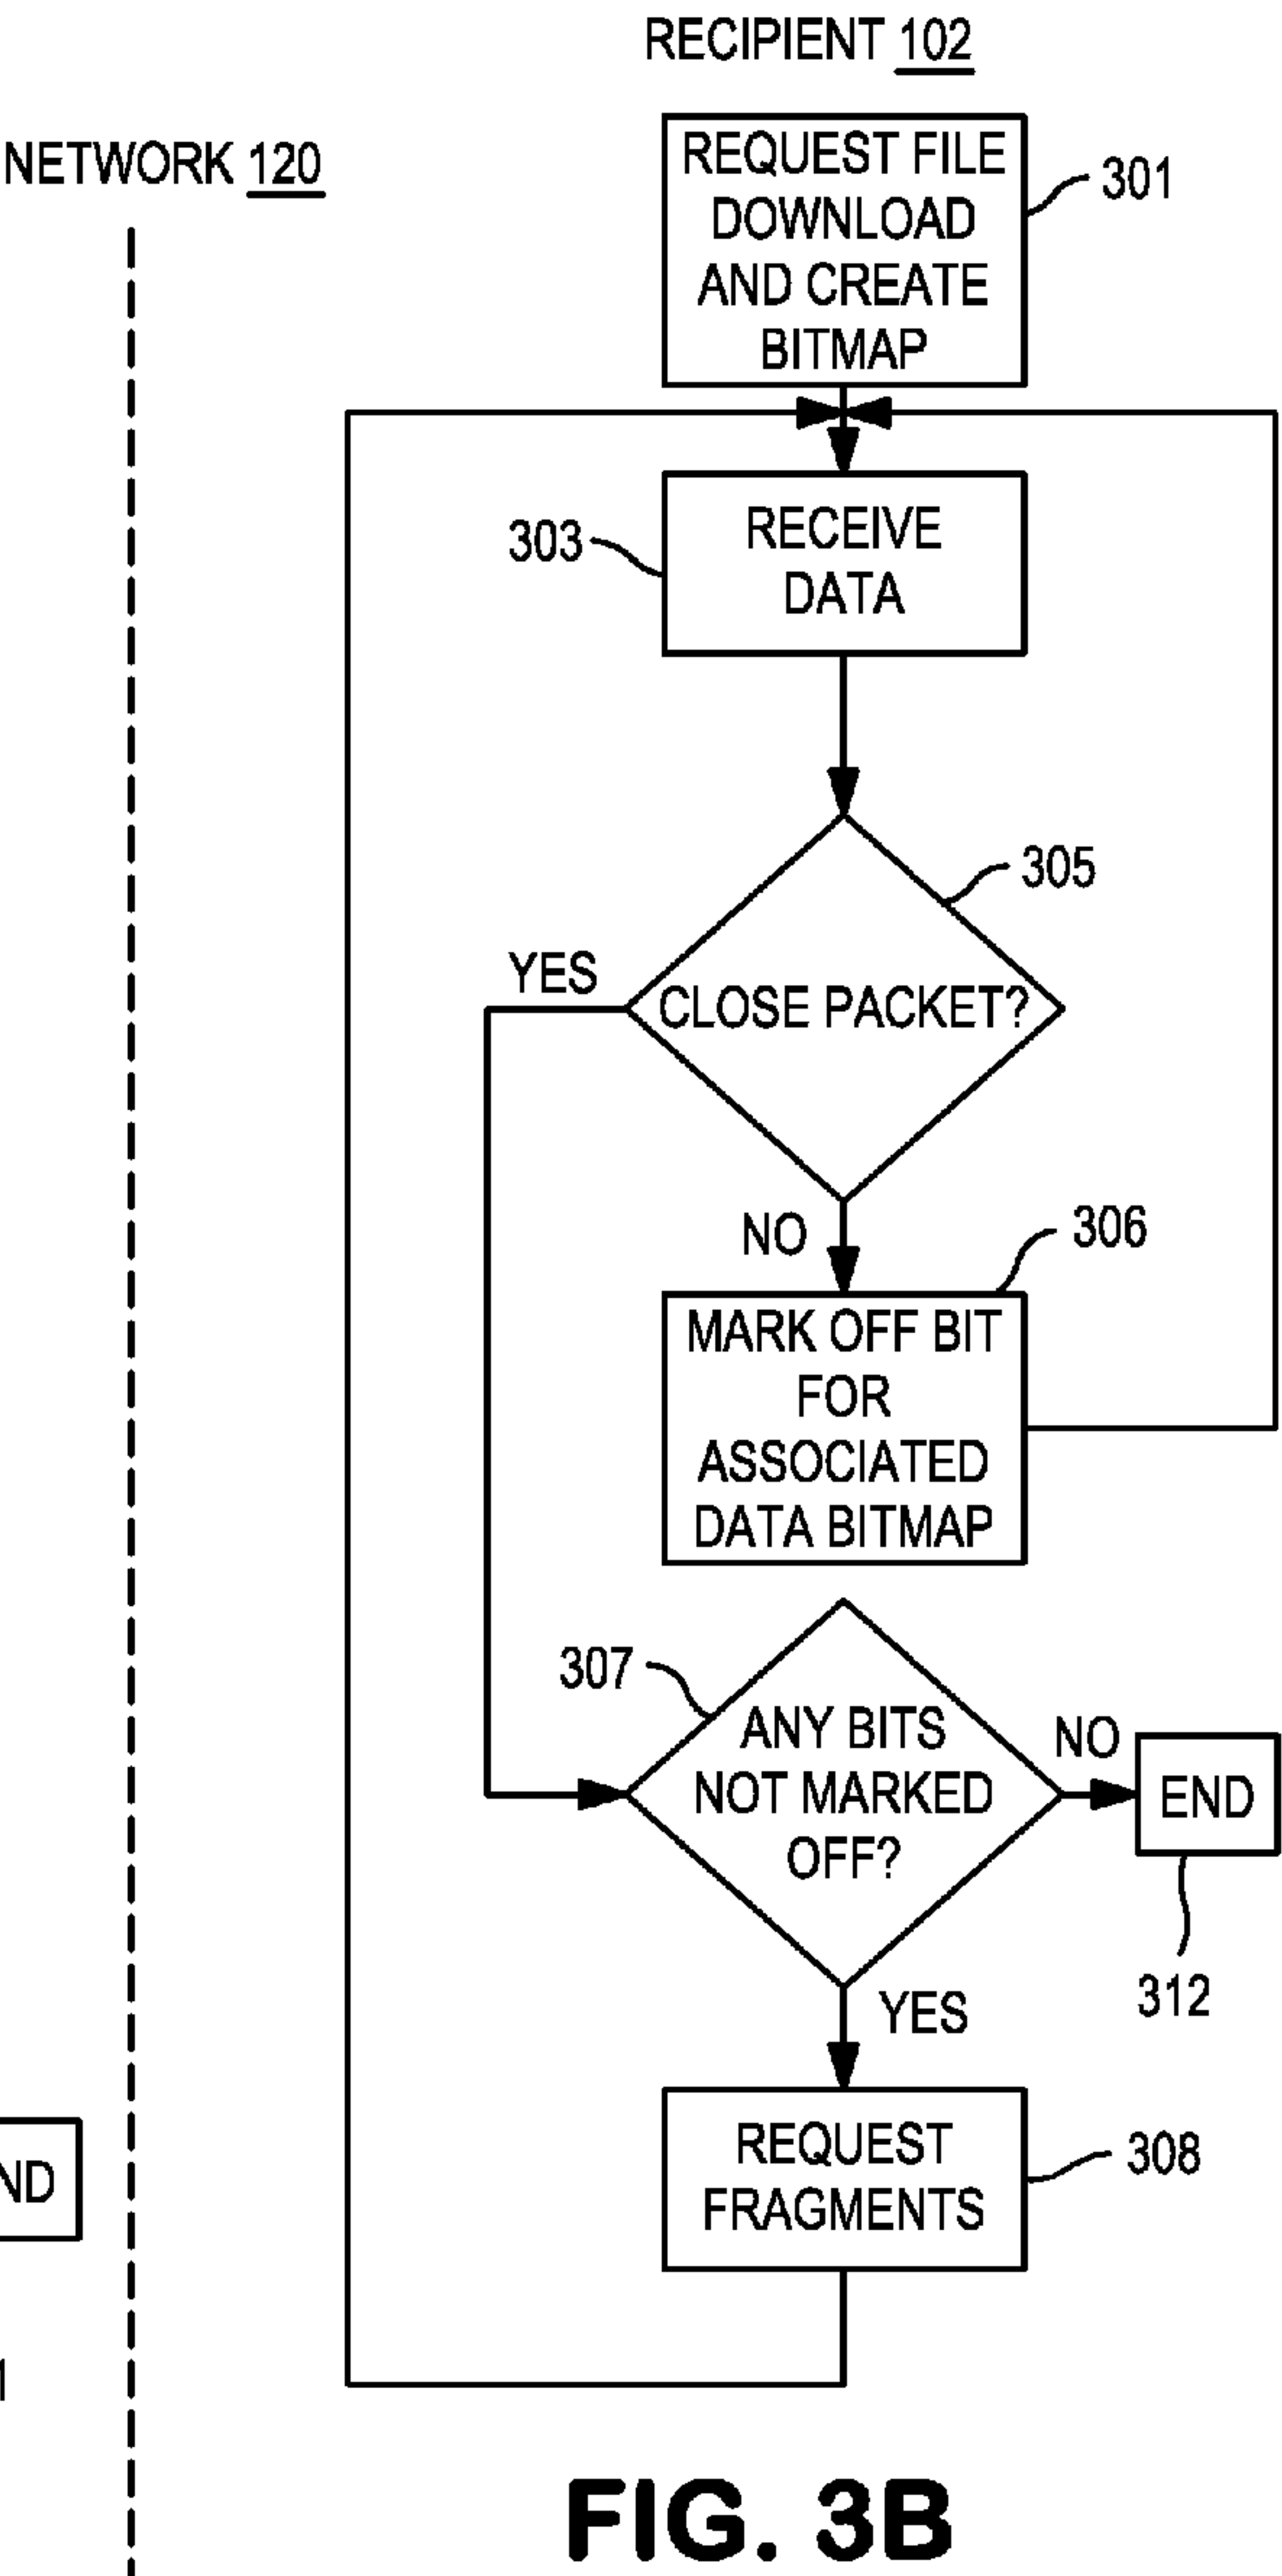 RECIPIENT 102
NETWORK 120
REQUEST FILE
DOWNLOAD
AND CREATE
BITMAP
301
RECEIVE
DATA
303
305
YES
CLOSE PACKET?
NO
306
MARK OFF BIT
FOR
ASSOCIATED
DATA BITMAP
307
ANY BITS
NOT MARKED
OFF?
NO
END
312
YES
REQUEST
FRAGMENTS
308
ND
FIG. 3B